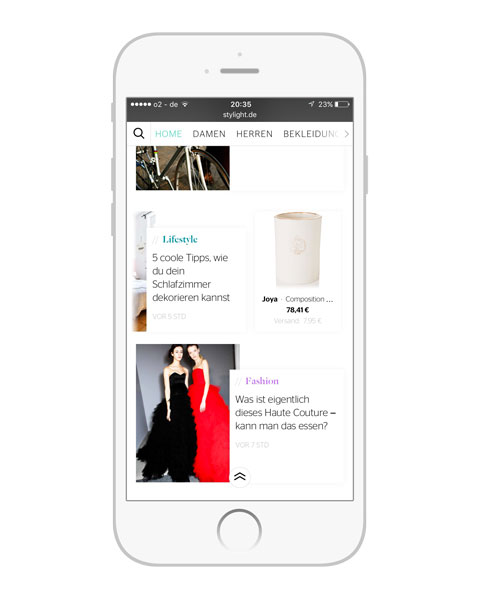 o2 - de 20:35 23%
stylight.de
HOME DAMEN HERREN BEKLEIDUNG
// Lifestyle
5 coole Tipps, wie
du dein
Schlafzimmer
dekorieren kannst
VOR 5 STD
Joya · Composition ...
78,41 €
Versand: 7,95 €
// Fashion
Was ist eigentlich
dieses Haute Couture –
kann man das essen?
VOR 7 STD